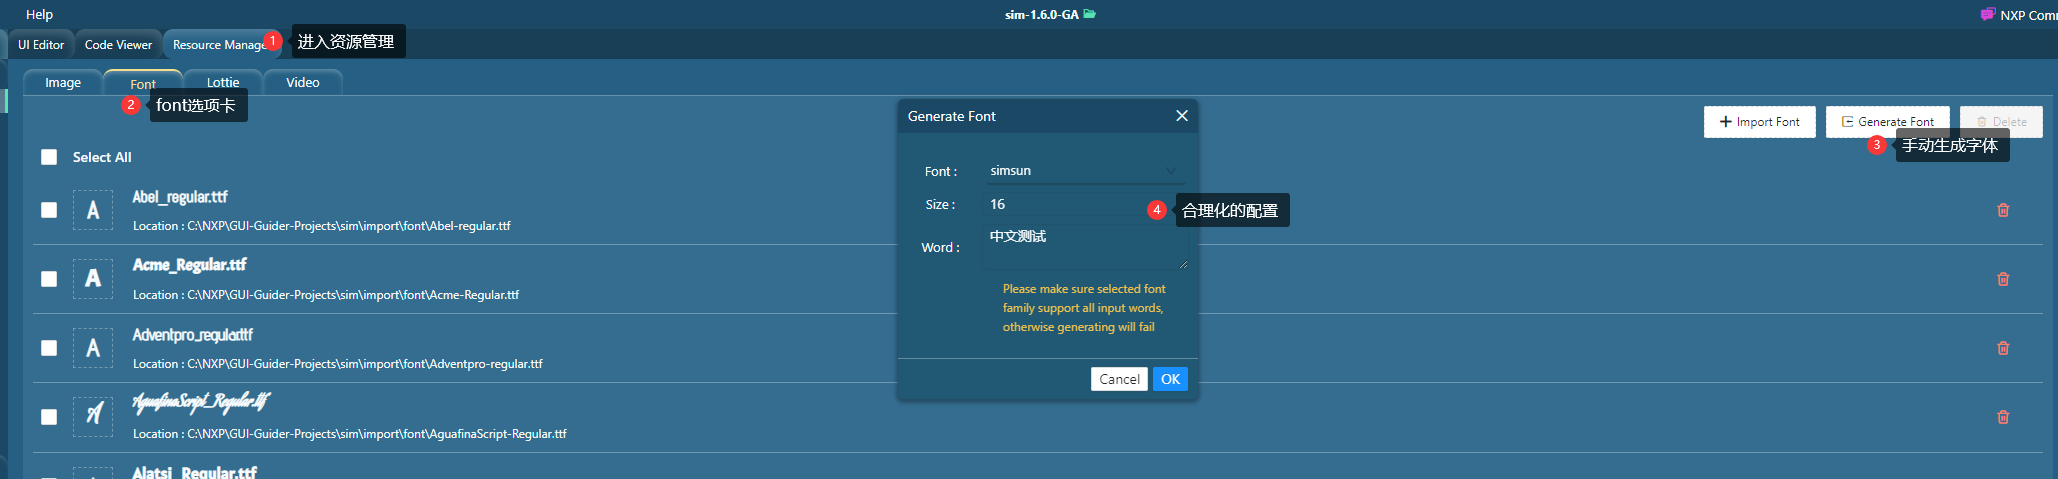 Help
sim-1.6.0-GA
NXP Comm
UI Editor
Code Viewer
Resource Manage
1
进入资源管理
Image
Font
Lottie
Video
2
font选项卡
Import Font
Generate Font
Delete
3
手动生成字体
Select All
Abel_regular.ttf
Location : C:\NXP\GUI-Guider-Projects\sim\import\font\Abel-regular.ttf
Acme_Regular.ttf
Location : C:\NXP\GUI-Guider-Projects\sim\import\font\Acme-Regular.ttf
Adventpro_regular.ttf
Location : C:\NXP\GUI-Guider-Projects\sim\import\font\Adventpro-regular.ttf
AguafinaScript_Regular.ttf
Location : C:\NXP\GUI-Guider-Projects\sim\import\font\AguafinaScript-Regular.ttf
Alatsi_Regular.ttf
A
A
A
A
Generate Font
Font :
simsun
Size :
16
4
合理化的配置
Word :
中文测试
Please make sure selected font
family support all input words,
otherwise generating will fail
Cancel
OK